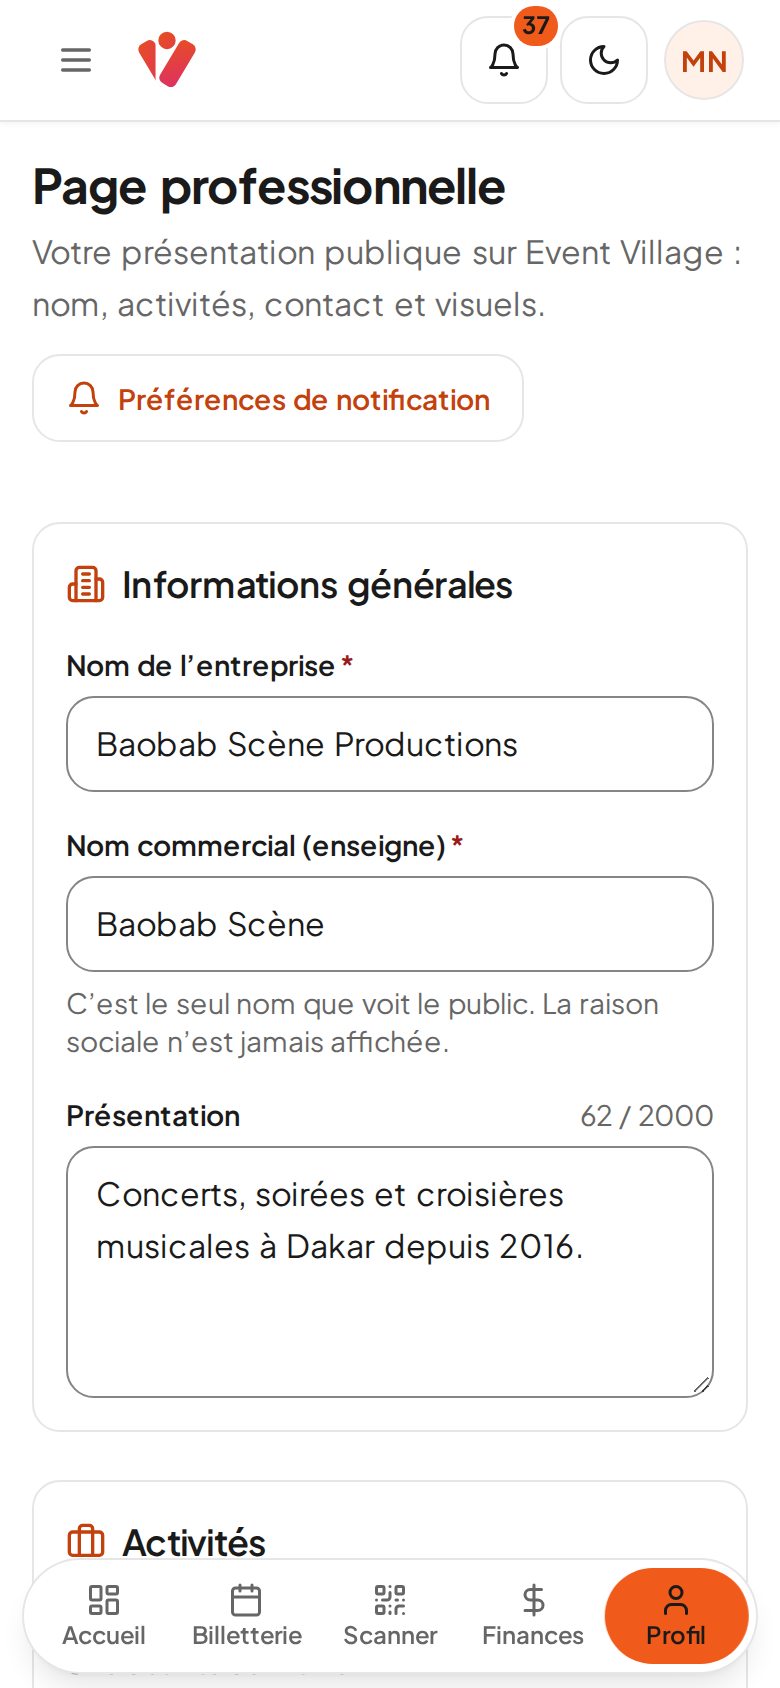 37
MN
Page professionnelle
Votre présentation publique sur Event Village :
nom, activités, contact et visuels.
Préférences de notification
Informations générales
Nom de l’entreprise *
Baobab Scène Productions
Nom commercial (enseigne) *
Baobab Scène
C’est le seul nom que voit le public. La raison
sociale n’est jamais affichée.
Présentation
62 / 2000
Concerts, soirées et croisières
musicales à Dakar depuis 2016.
Activités
Accueil
Billetterie
Scanner
Finances
Profil